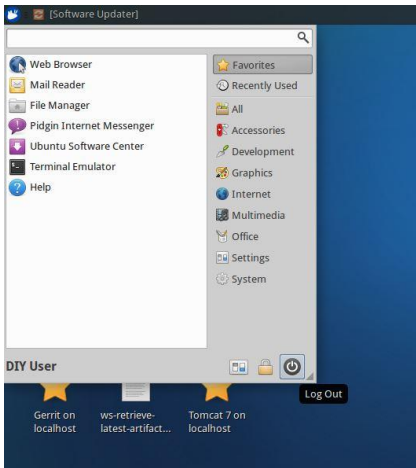 [Software Updater]
Web Browser
Mail Reader
File Manager
Pidgin Internet Messenger
Ubuntu Software Center
Terminal Emulator
Help
Favorites
Recently Used
All
Accessories
Development
Graphics
Internet
Multimedia
Office
Settings
System
DIY User
Log Out
Gerrit on
localhost
ws-retrieve-
latest-artifact...
Tomcat 7 on
localhost